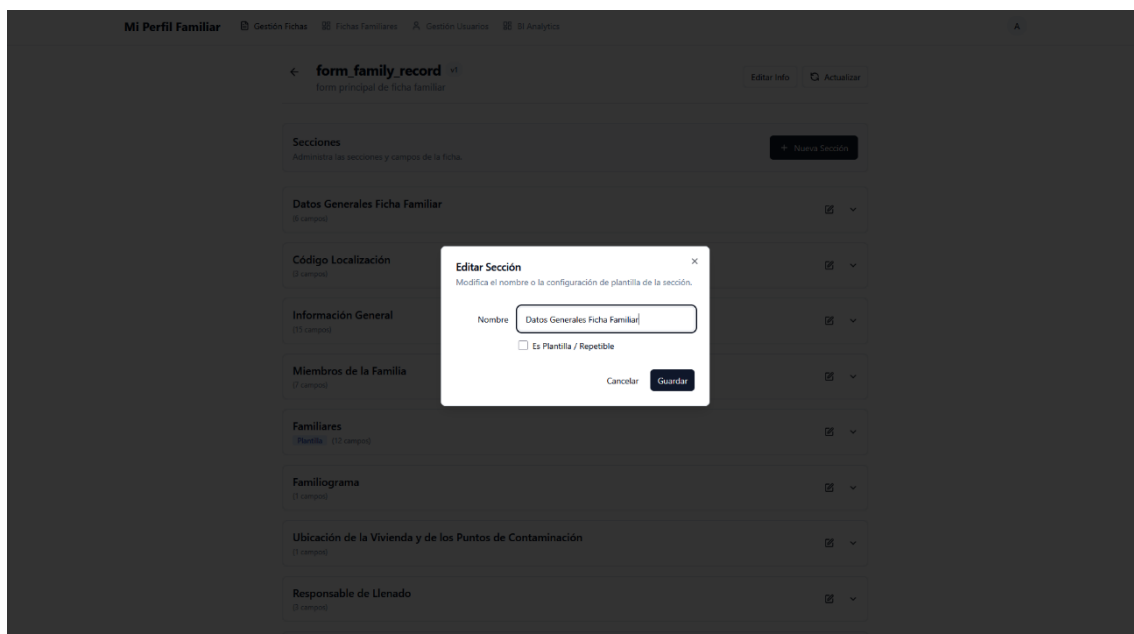 Mi Perfil Familiar Gestión Fichas Fichas Familiares Gestión Usuarios BI Analytics A
form_family_record v1
form principal de ficha familiar
Editar Info Actualizar
Secciones
Administra las secciones y campos de la ficha.
+ Nueva Sección
Datos Generales Ficha Familiar
Código Localización
Información General
(15 campos)
Miembros de la Familia
Familiares
Plantilla (12 campos)
Familiograma
(1 campos)
Ubicación de la Vivienda y de los Puntos de Contaminación
(1 campos)
Responsable de Llenado
Editar Sección
Modifica el nombre o la configuración de plantilla de la sección.
Nombre Datos Generales Ficha Familiar
Es Plantilla / Repetible
Cancelar Guardar